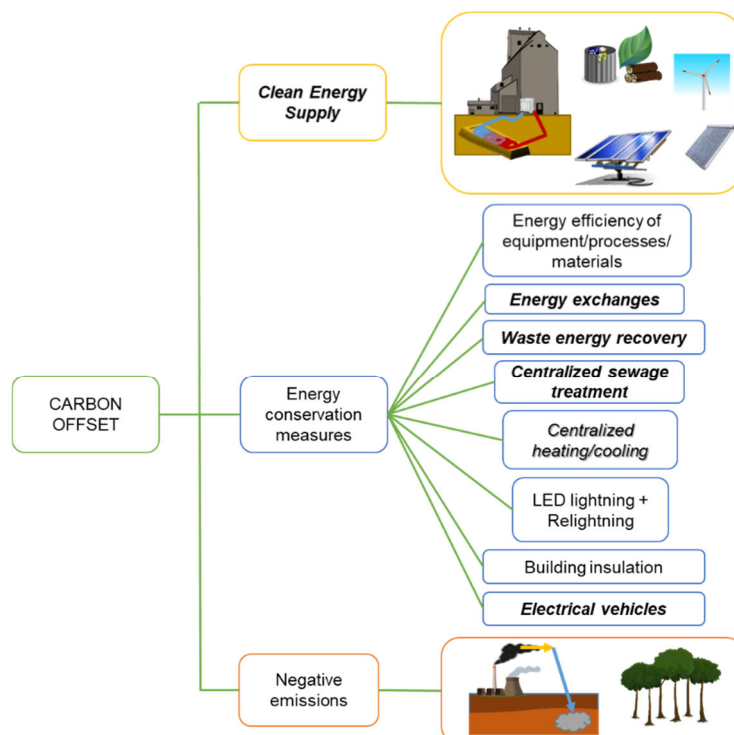 Clean Energy
Supply
Energy efficiency of
equipment/processes/
materials
Energy exchanges
Waste energy recovery
Centralized sewage
treatment
CARBON
OFFSET
Energy
conservation
measures
Centralized
heating/cooling
LED lightning +
Relightning
Building insulation
Electrical vehicles
Negative
emissions